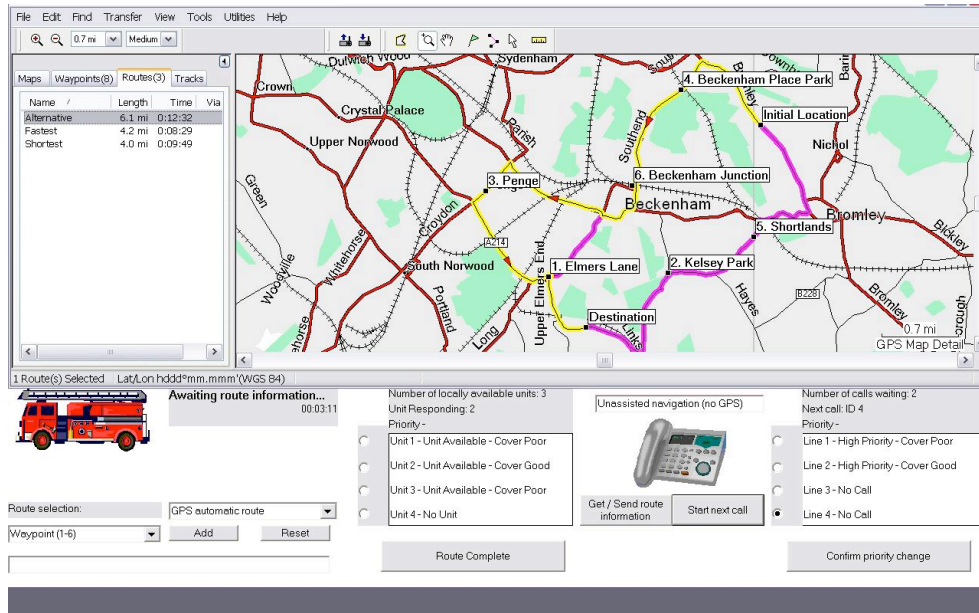 File Edit Find Transfer View Tools Utilities Help
0.7 mi Medium
Maps Waypoints(8) Routes(3) Tracks
Name / Length Time Via
Alternative 6.1 mi 0:12:32
Fastest 4.2 mi 0:08:29
Shortest 4.0 mi 0:09:49
Dulwich Wood
Sydenham
Crown
4. Beckenham Place Park
Crystal Palace
Initial Location
Parish
Bromley
Southend
Upper Norwood
Nichol
3. Penge
6. Beckenham Junction
Green
Croydon
Beckenham
Bromley
Whitehorse
5. Shortlands
A214
Bickley
Woodville
South Norwood
1. Elmers Lane
2. Kelsey Park
Upper Elmers End
Hayes
B228
Bromley
Portland
Long
Destination
Links
0.7 mi
GPS Map Detail
1 Route(s) Selected Lat/Lon hddd°mm.mmm'(WGS 84)
Awaiting route information...
00:03:11
Number of locally available units: 3
Unit Responding: 2
Priority -
Unit 1 - Unit Available - Cover Poor
Unit 2 - Unit Available - Cover Good
Unit 3 - Unit Available - Cover Poor
Unit 4 - No Unit
Unassisted navigation (no GPS)
Number of calls waiting: 2
Next call: ID 4
Priority -
Line 1 - High Priority - Cover Poor
Line 2 - High Priority - Cover Good
Line 3 - No Call
Line 4 - No Call
Route selection:
GPS automatic route
Waypoint (1-6)
Add
Reset
Get / Send route
information
Start next call
Route Complete
Confirm priority change